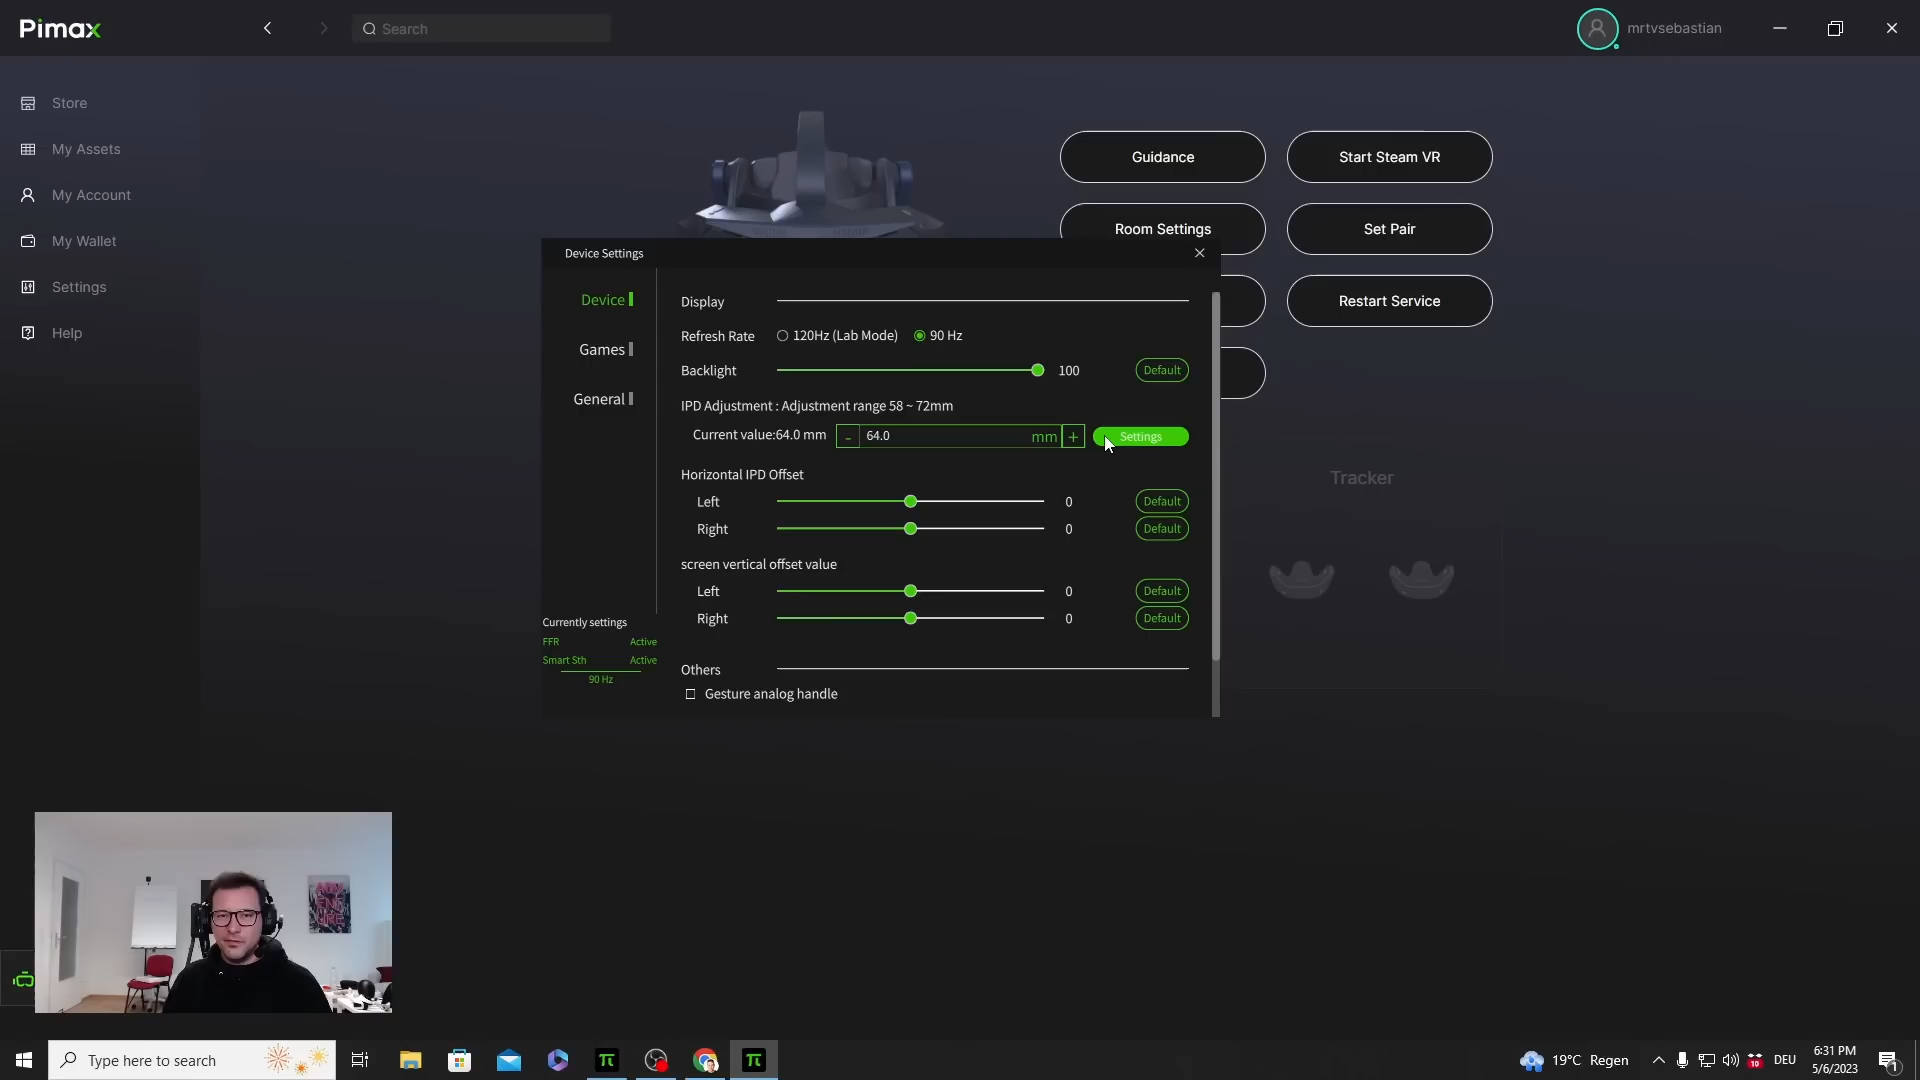 Pimax
Search
mrtvsebastian
Store
My Assets
My Account
My Wallet
Settings
Help
Guidance
Start Steam VR
Room Settings
Set Pair
Restart Service
Tracker
Device Settings
Device
Games
General
Currently settings
FFR Active
Smart Sth Active
90 Hz
Display
Refresh Rate 120Hz (Lab Mode) 90 Hz
Backlight 100 Default
IPD Adjustment : Adjustment range 58 ~ 72mm
Current value:64.0 mm - 64.0 mm + Settings
Horizontal IPD Offset
Left 0 Default
Right 0 Default
screen vertical offset value
Left 0 Default
Right 0 Default
Others
Gesture analog handle
ADV
ENT
URE
Type here to search
19°C Regen
10
DEU
6:31 PM
5/6/2023
1